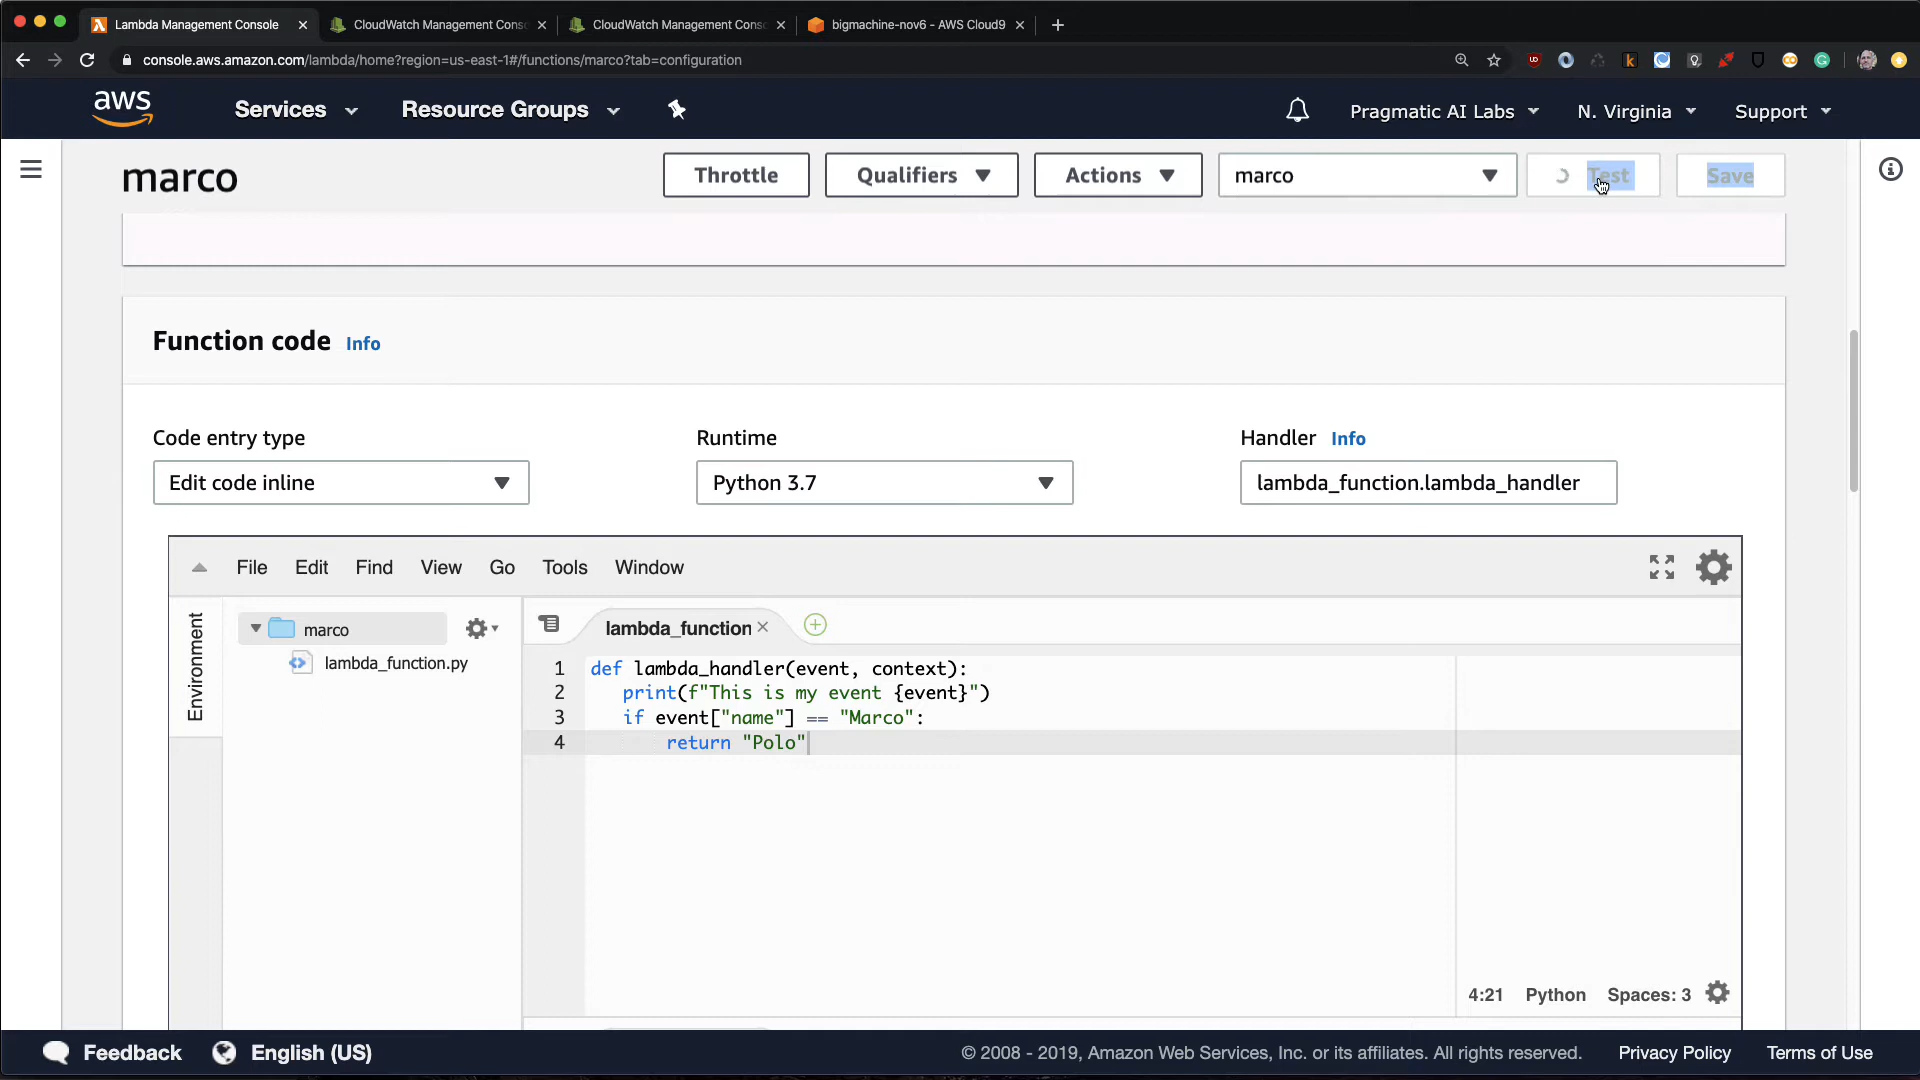 Lambda Management Console
CloudWatch Management Cons
CloudWatch Management Cons
bigmachine-nov6 - AWS Cloud9
console.aws.amazon.com/lambda/home?region=us-east-1#/functions/marco?tab=configuration
aws
Services
Resource Groups
Pragmatic AI Labs
N. Virginia
Support
marco
Throttle
Qualifiers
Actions
marco
Test
Save
Function code Info
Code entry type
Runtime
Handler Info
Edit code inline
Python 3.7
lambda_function.lambda_handler
File Edit Find View Go Tools Window
Environment
marco
lambda_function.py
lambda_function
1 def lambda_handler(event, context):
2 print(f"This is my event {event}")
3 if event["name"] == "Marco":
4 return "Polo"
4:21 Python Spaces: 3
Feedback
English (US)
© 2008 - 2019, Amazon Web Services, Inc. or its affiliates. All rights reserved.
Privacy Policy
Terms of Use